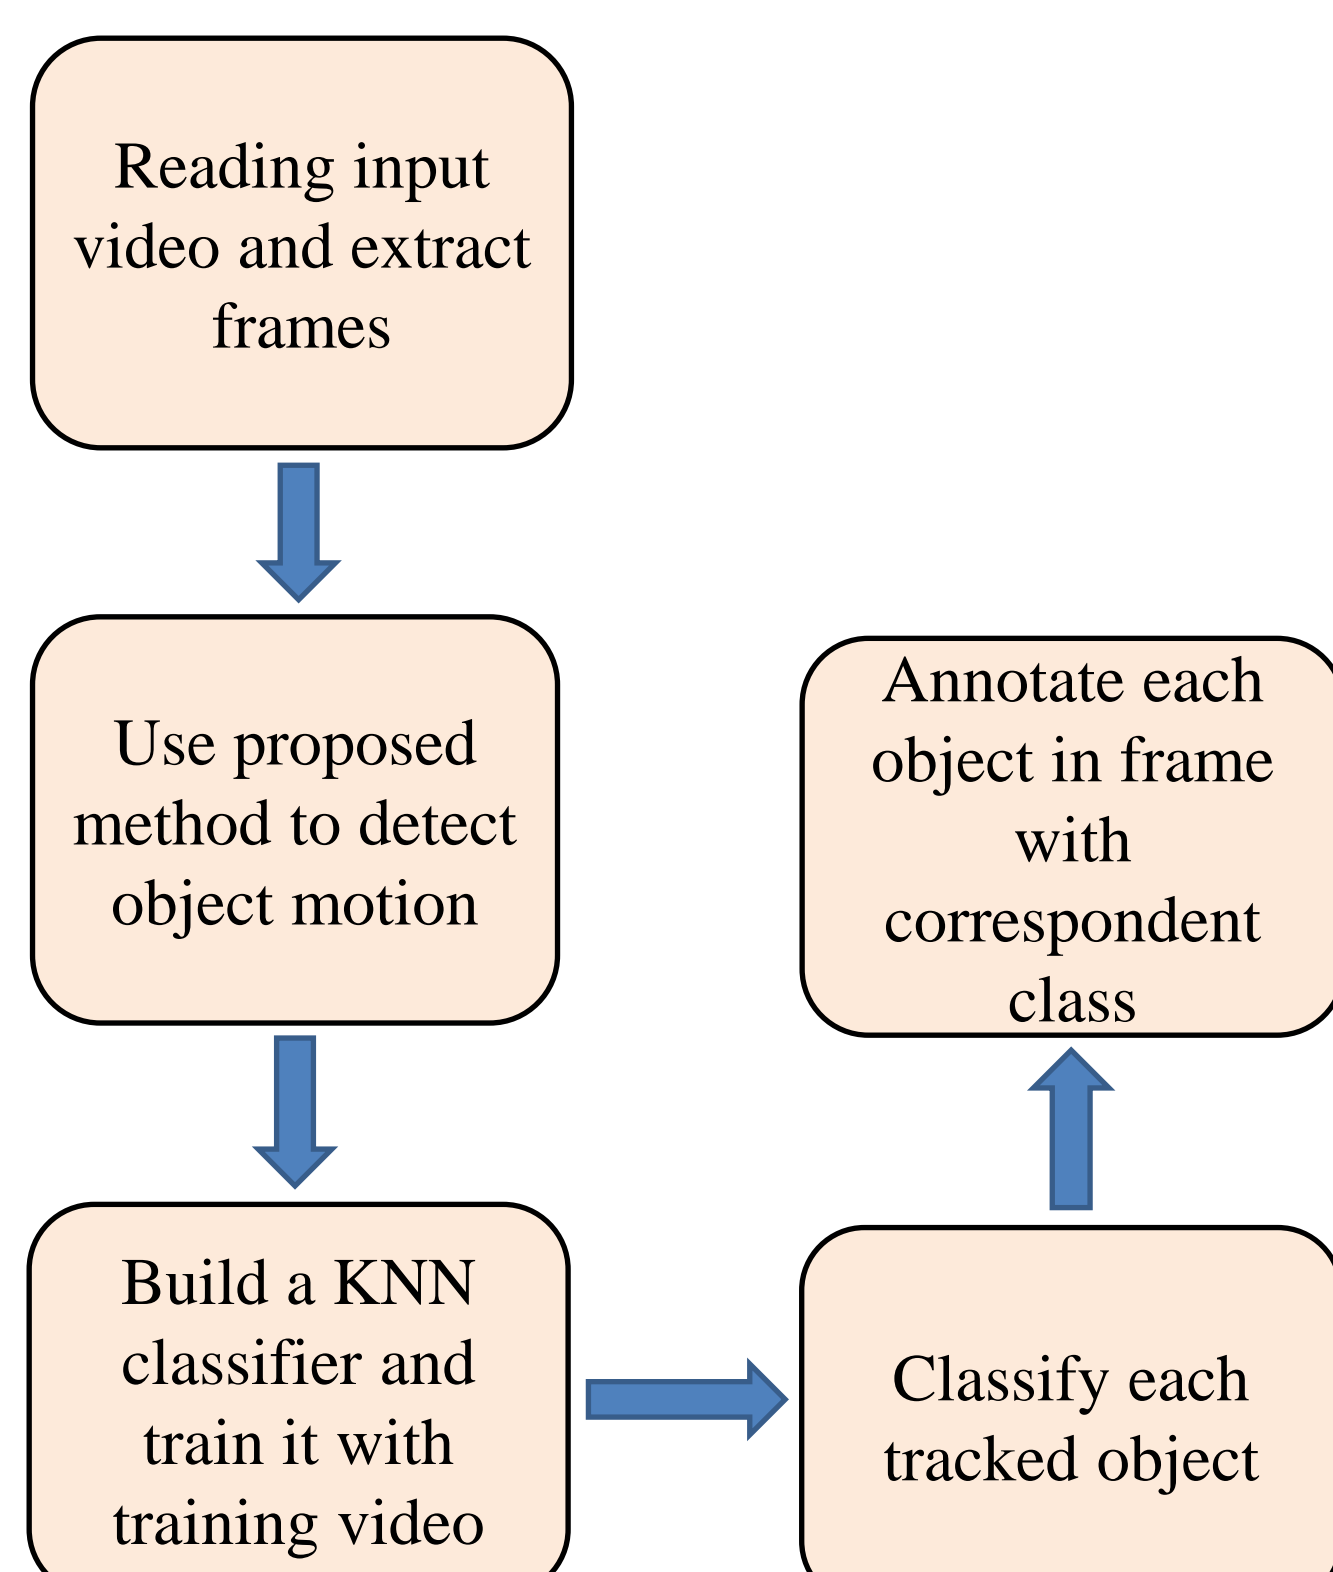 Reading input
video and extract
frames
Use proposed
method to detect
object motion
Build a KNN
classifier and
train it with
training video
Classify each
tracked object
Annotate each
object in frame
with
correspondent
class